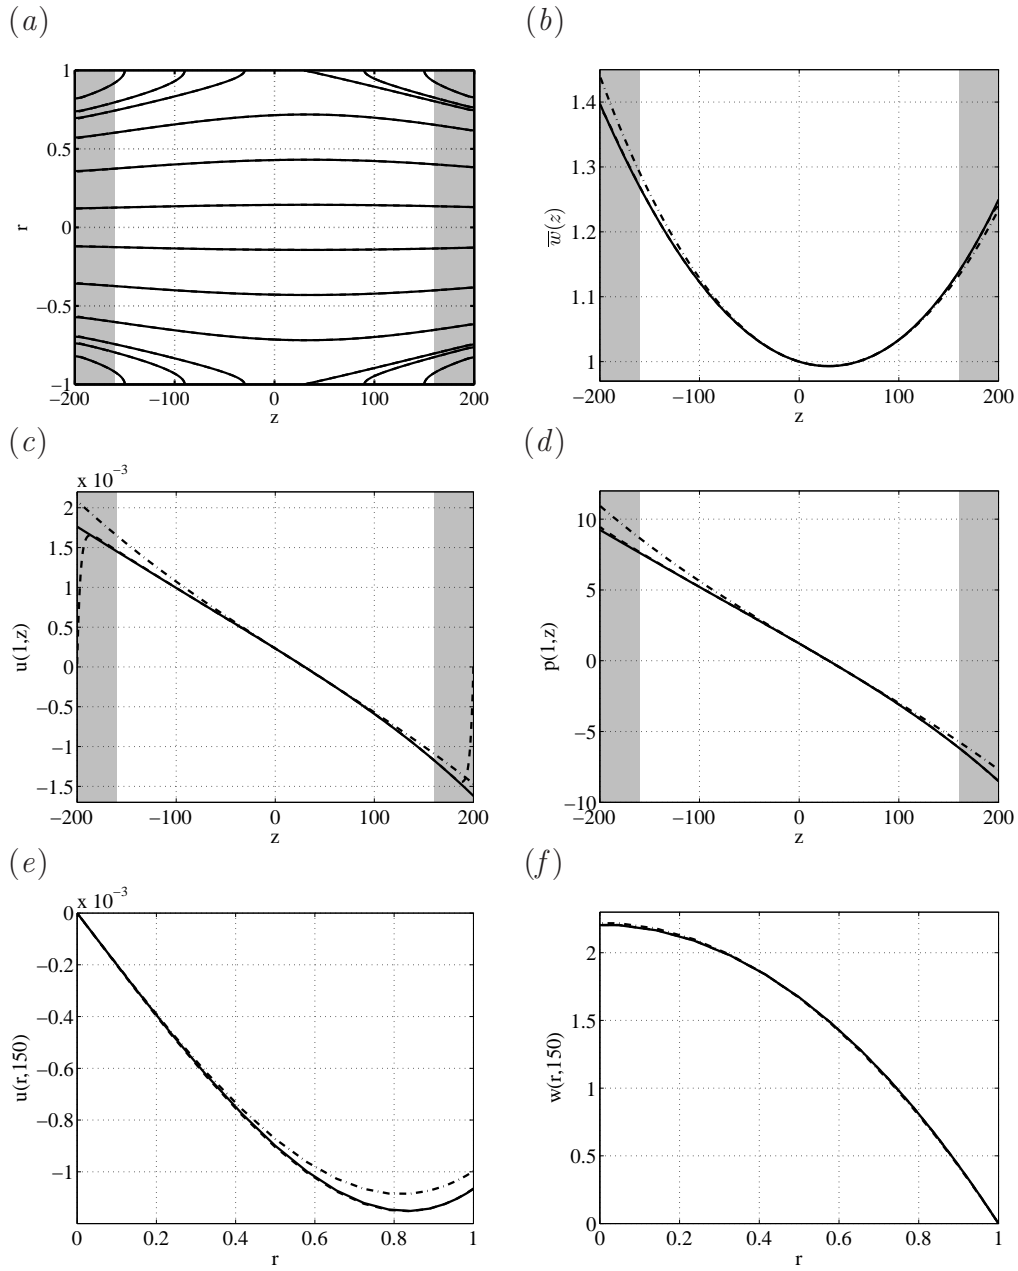 (a)
1
0.5
0
−0.5
−1
r
−200 −100 0 100 200
z
(b)
1.4
1.3
1.2
1.1
1
w̅(z)
−200 −100 0 100 200
z
(c)
x 10⁻³
2
1.5
1
0.5
0
−0.5
−1
−1.5
u(1,z)
−200 −100 0 100 200
z
(d)
10
5
0
−5
−10
p(1,z)
−200 −100 0 100 200
z
(e)
x 10⁻³
0
−0.2
−0.4
−0.6
−0.8
−1
u(r,150)
0 0.2 0.4 0.6 0.8 1
r
(f)
2
1.5
1
0.5
0
w(r,150)
0 0.2 0.4 0.6 0.8 1
r